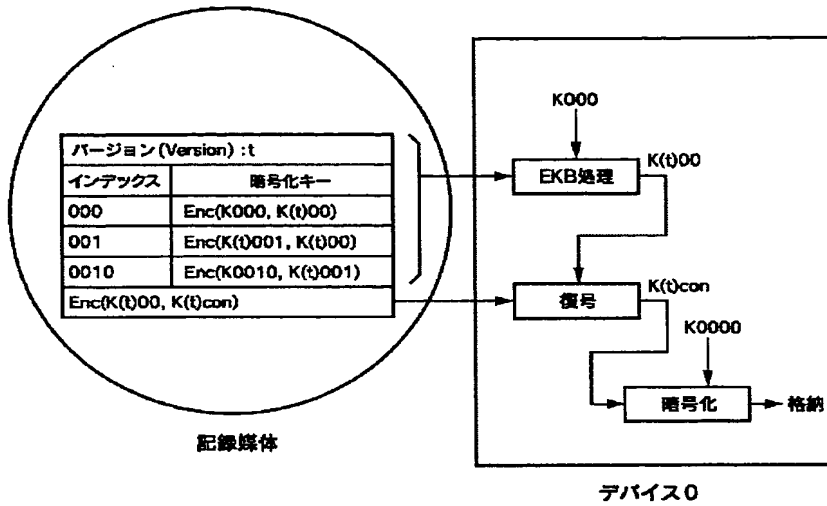 バージョン(Version):t
インデックス 暗号化キー
000 Enc(K000, K(t)00)
001 Enc(K(t)001, K(t)00)
0010 Enc(K0010, K(t)001)
Enc(K(t)00, K(t)con)
記録媒体
K000
EKB処理
K(t)00
復号
K(t)con
K0000
暗号化
格納
デバイス0